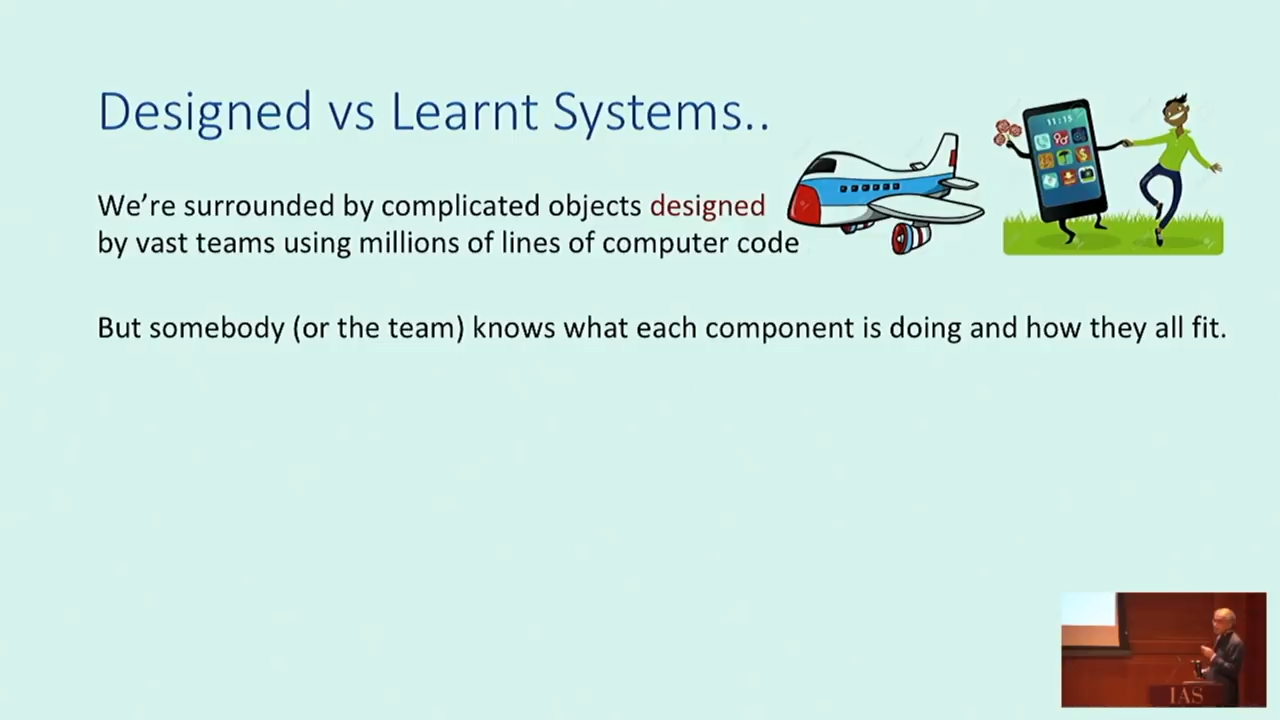 Designed vs Learnt Systems..
We're surrounded by complicated objects designed
by vast teams using millions of lines of computer code
11:15
But somebody (or the team) knows what each component is doing and how they all fit.
IAS